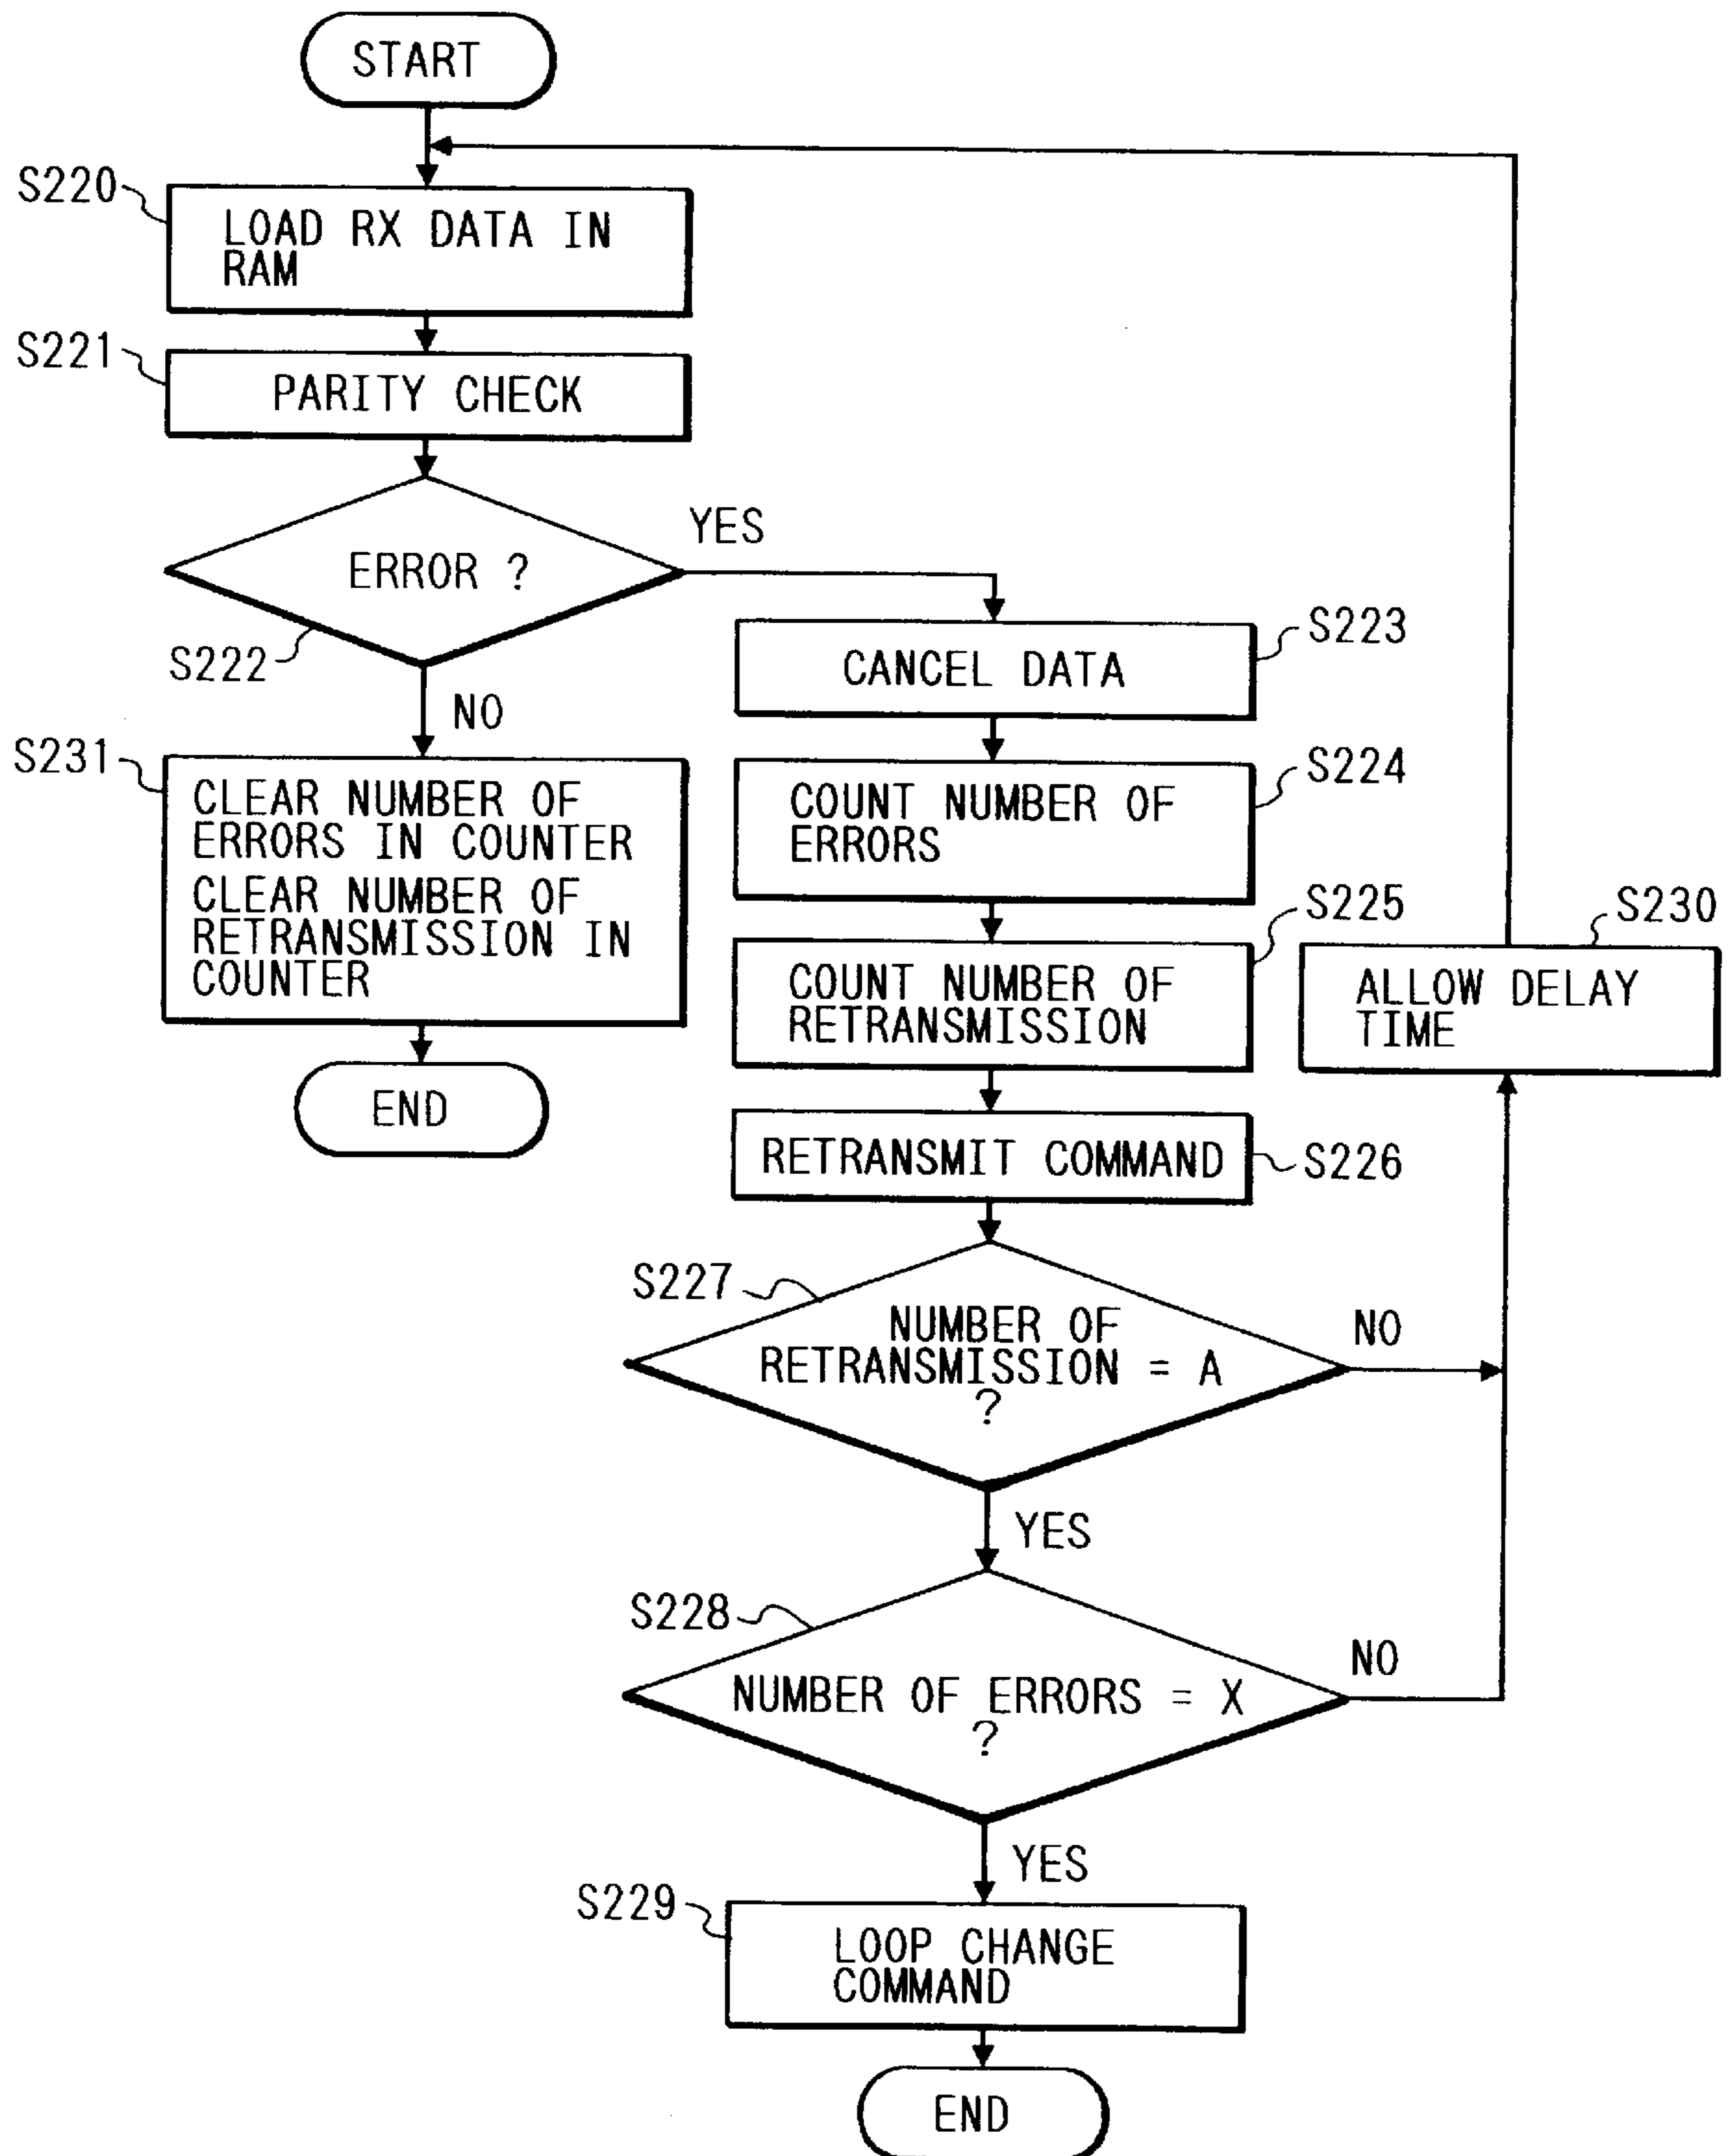 START
S220
LOAD RX DATA IN
RAM
S221
PARITY CHECK
ERROR ?
YES
S222
NO
S223
CANCEL DATA
S231
CLEAR NUMBER OF
ERRORS IN COUNTER
CLEAR NUMBER OF
RETRANSMISSION IN
COUNTER
END
S224
COUNT NUMBER OF
ERRORS
S225
COUNT NUMBER OF
RETRANSMISSION
S230
ALLOW DELAY
TIME
RETRANSMIT COMMAND
S226
S227
NUMBER OF
RETRANSMISSION = A
?
NO
YES
S228
NUMBER OF ERRORS = X
?
NO
YES
S229
LOOP CHANGE
COMMAND
END